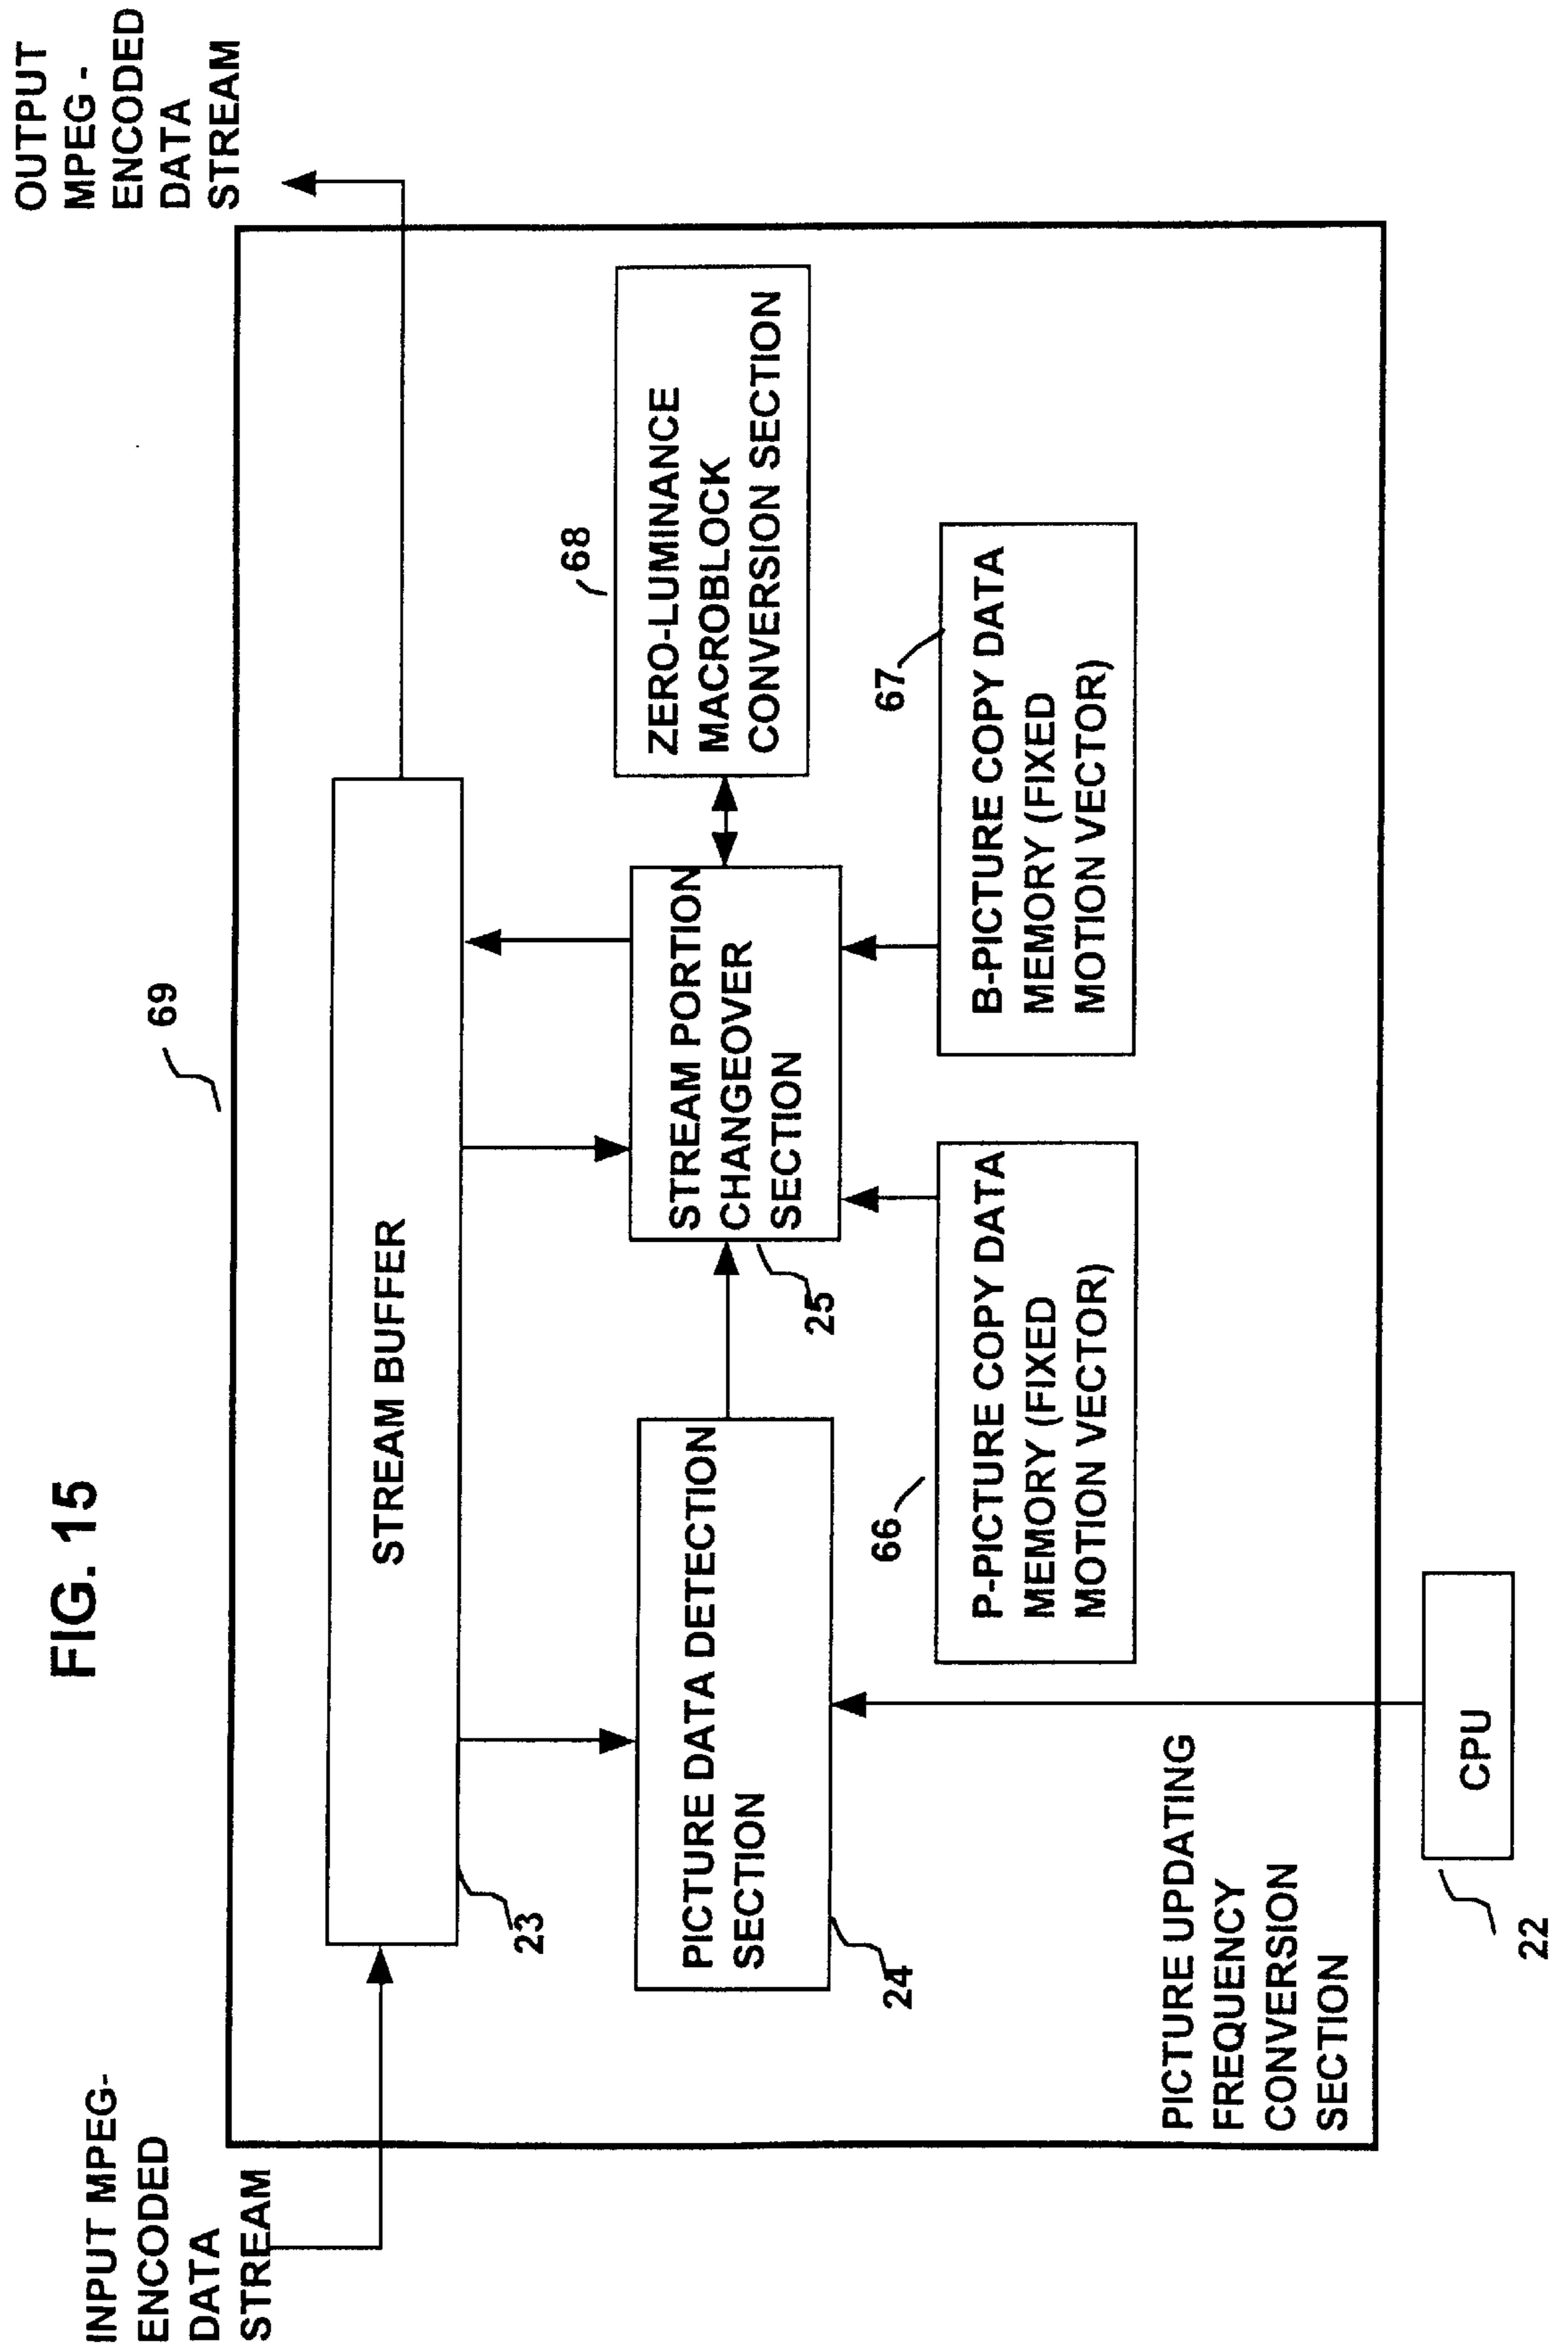 FIG. 15
INPUT MPEG-
ENCODED
DATA
STREAM
OUTPUT
MPEG -
ENCODED
DATA
STREAM
69
STREAM BUFFER
23
PICTURE DATA DETECTION
SECTION
24
STREAM PORTION
CHANGEOVER
SECTION
25
68
ZERO-LUMINANCE
MACROBLOCK
CONVERSION SECTION
66
P-PICTURE COPY DATA
MEMORY (FIXED
MOTION VECTOR)
67
B-PICTURE COPY DATA
MEMORY (FIXED
MOTION VECTOR)
PICTURE UPDATING
FREQUENCY
CONVERSION
SECTION
CPU
22